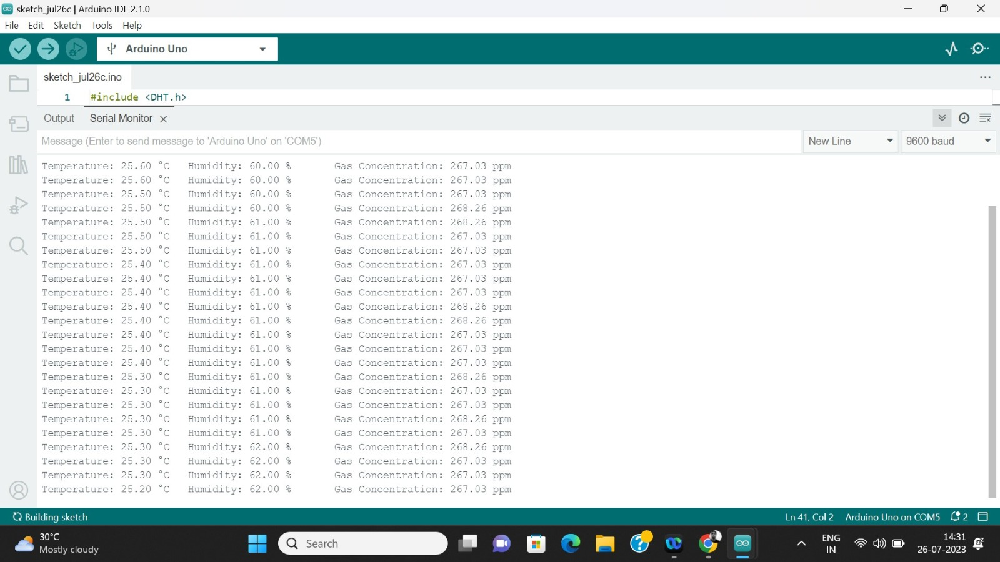 sketch_jul26c | Arduino IDE 2.1.0
File Edit Sketch Tools Help
Arduino Uno
sketch_jul26c.ino
1 #include <DHT.h>
Output Serial Monitor
Message (Enter to send message to 'Arduino Uno' on 'COM5') New Line 9600 baud
Temperature: 25.60 °C Humidity: 60.00 % Gas Concentration: 267.03 ppm
Temperature: 25.60 °C Humidity: 60.00 % Gas Concentration: 267.03 ppm
Temperature: 25.50 °C Humidity: 60.00 % Gas Concentration: 267.03 ppm
Temperature: 25.50 °C Humidity: 60.00 % Gas Concentration: 268.26 ppm
Temperature: 25.50 °C Humidity: 61.00 % Gas Concentration: 268.26 ppm
Temperature: 25.50 °C Humidity: 61.00 % Gas Concentration: 267.03 ppm
Temperature: 25.50 °C Humidity: 61.00 % Gas Concentration: 267.03 ppm
Temperature: 25.40 °C Humidity: 61.00 % Gas Concentration: 267.03 ppm
Temperature: 25.40 °C Humidity: 61.00 % Gas Concentration: 267.03 ppm
Temperature: 25.40 °C Humidity: 61.00 % Gas Concentration: 267.03 ppm
Temperature: 25.40 °C Humidity: 61.00 % Gas Concentration: 268.26 ppm
Temperature: 25.40 °C Humidity: 61.00 % Gas Concentration: 268.26 ppm
Temperature: 25.40 °C Humidity: 61.00 % Gas Concentration: 267.03 ppm
Temperature: 25.40 °C Humidity: 61.00 % Gas Concentration: 267.03 ppm
Temperature: 25.40 °C Humidity: 61.00 % Gas Concentration: 267.03 ppm
Temperature: 25.30 °C Humidity: 61.00 % Gas Concentration: 268.26 ppm
Temperature: 25.30 °C Humidity: 61.00 % Gas Concentration: 267.03 ppm
Temperature: 25.30 °C Humidity: 61.00 % Gas Concentration: 267.03 ppm
Temperature: 25.30 °C Humidity: 61.00 % Gas Concentration: 268.26 ppm
Temperature: 25.30 °C Humidity: 61.00 % Gas Concentration: 267.03 ppm
Temperature: 25.30 °C Humidity: 62.00 % Gas Concentration: 268.26 ppm
Temperature: 25.30 °C Humidity: 62.00 % Gas Concentration: 267.03 ppm
Temperature: 25.30 °C Humidity: 62.00 % Gas Concentration: 267.03 ppm
Temperature: 25.20 °C Humidity: 62.00 % Gas Concentration: 267.03 ppm
Building sketch Ln 41, Col 2 Arduino Uno on COM5 2
30°C
Mostly cloudy
Search
ENG
IN
14:31
26-07-2023